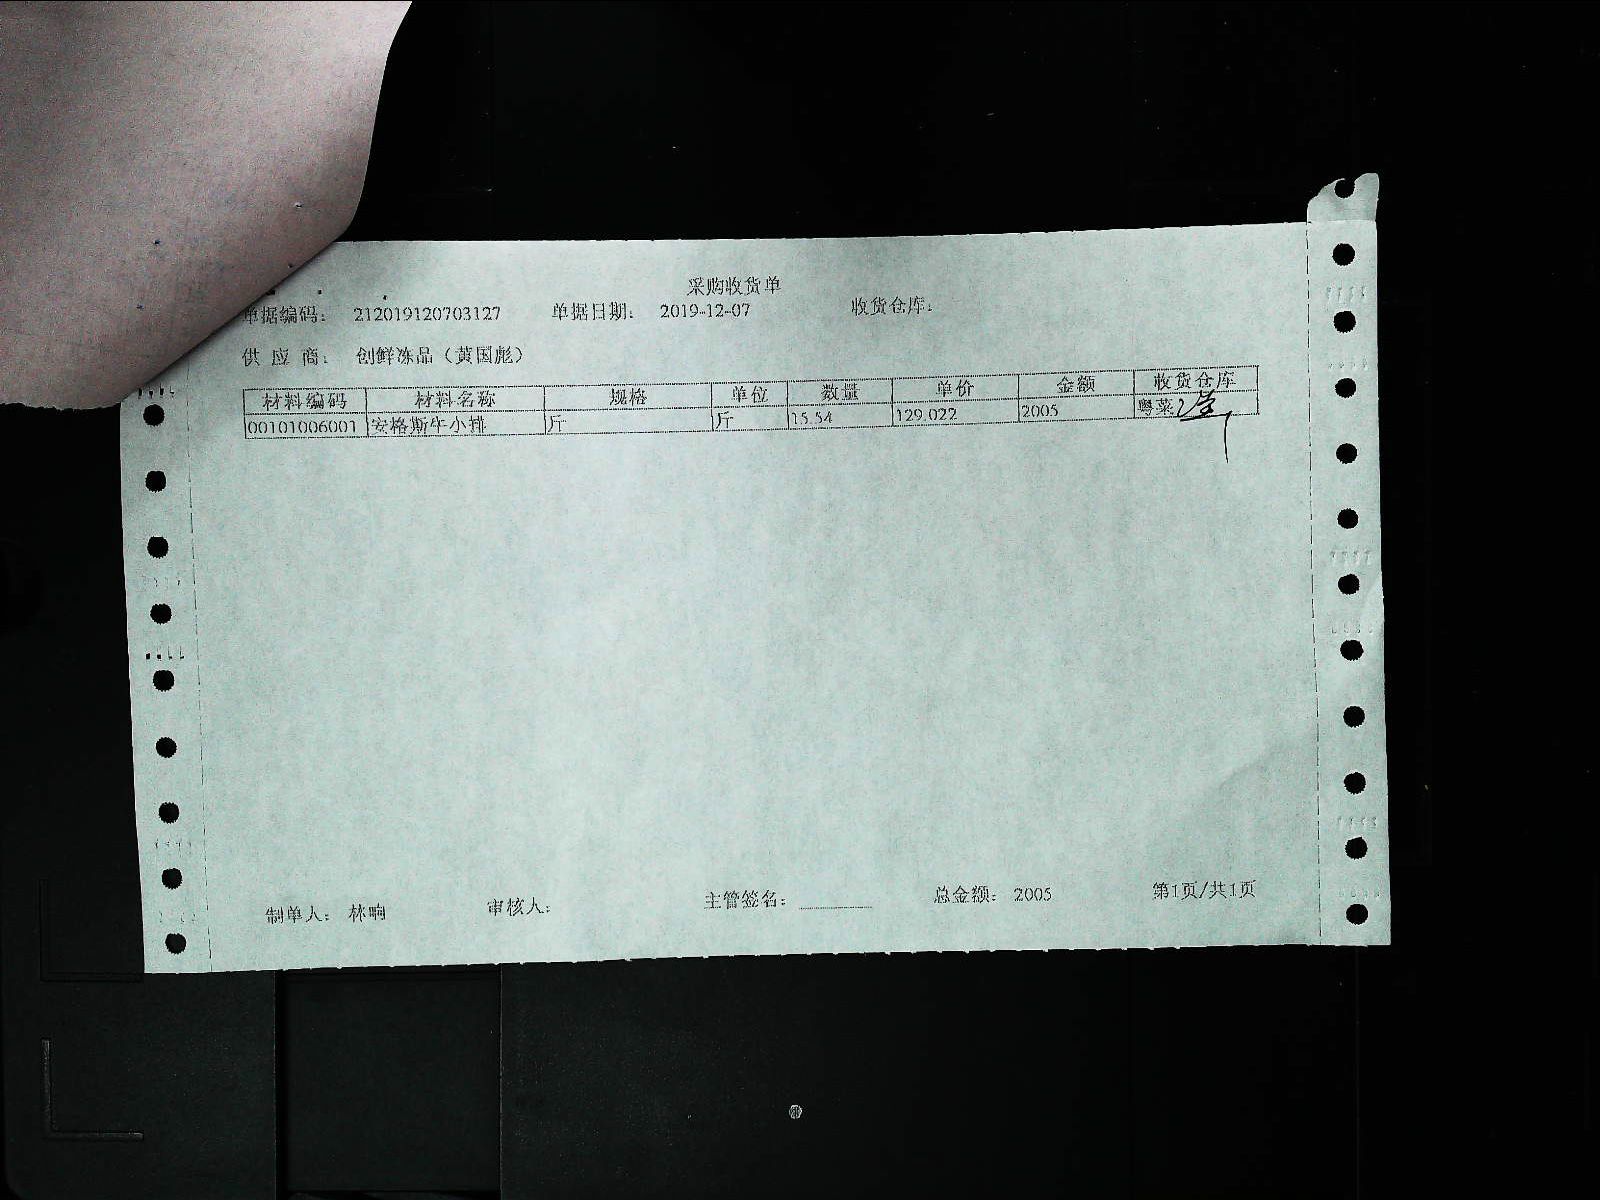 采购收货单
单据编码： 212019120703127 单据日期： 2019-12-07 收货仓库：
供 应 商： 创鲜冻品（黄国彪）
材料编码 材料名称 规格 单位 数量 单价 金额 收货仓库
00101006001 安格斯牛小排 斤 斤 15.54 129.022 2005 粤菜
制单人： 林响 审核人： 主管签名： 总金额： 2005 第1页/共1页